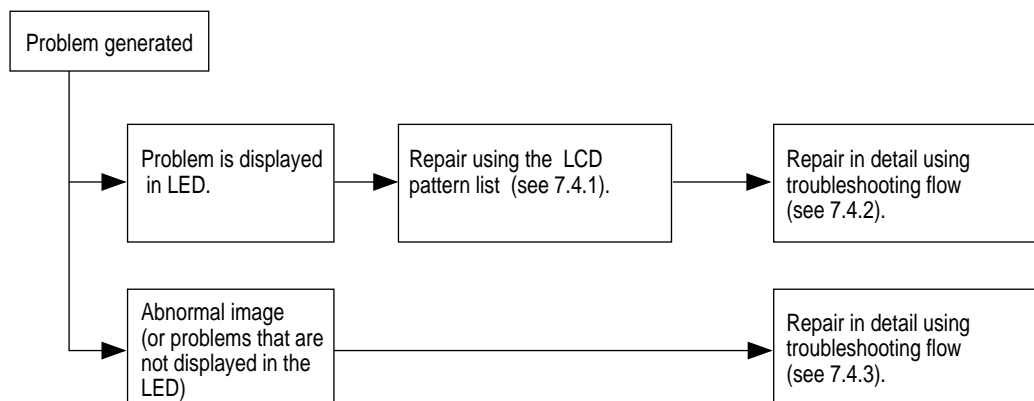 Problem generated
Problem is displayed
in LED.
Repair using the LCD
pattern list (see 7.4.1).
Repair in detail using
troubleshooting flow
(see 7.4.2).
Abnormal image
(or problems that are
not displayed in the
LED)
Repair in detail using
troubleshooting flow
(see 7.4.3).